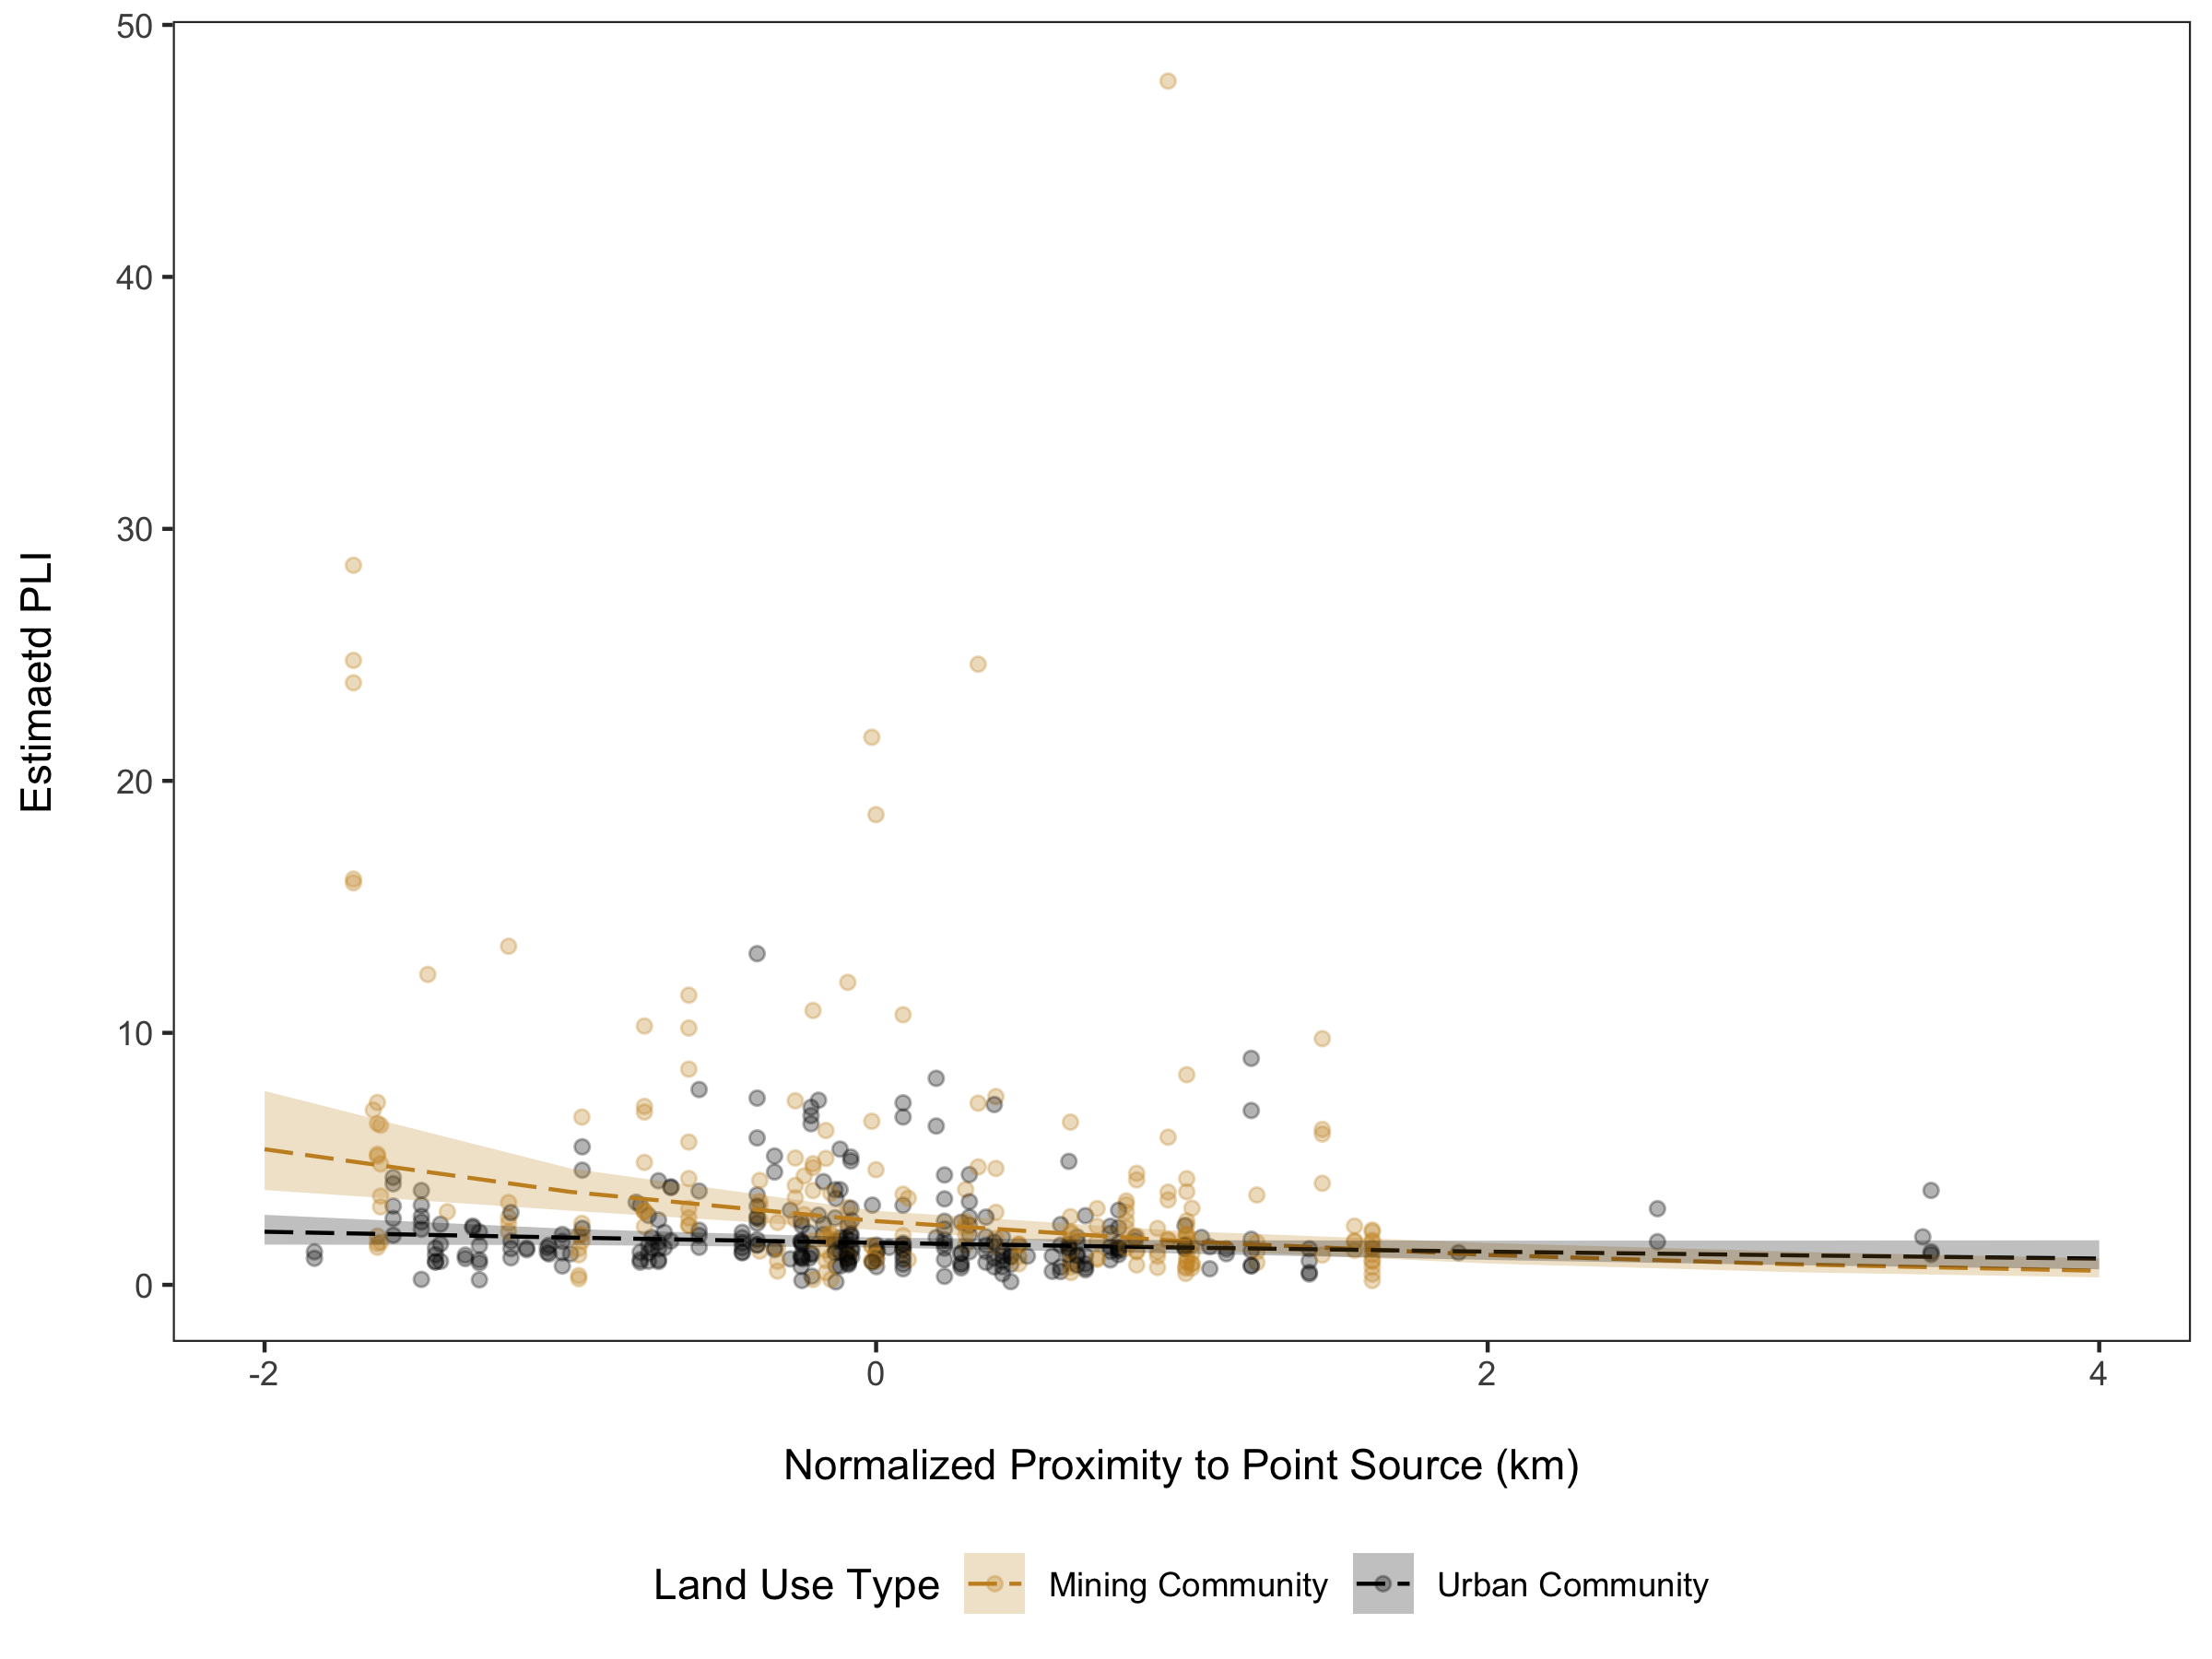 50
40
30
20
10
0
Estimaetd PLI
-2 0 2 4
Normalized Proximity to Point Source (km)
Land Use Type Mining Community Urban Community